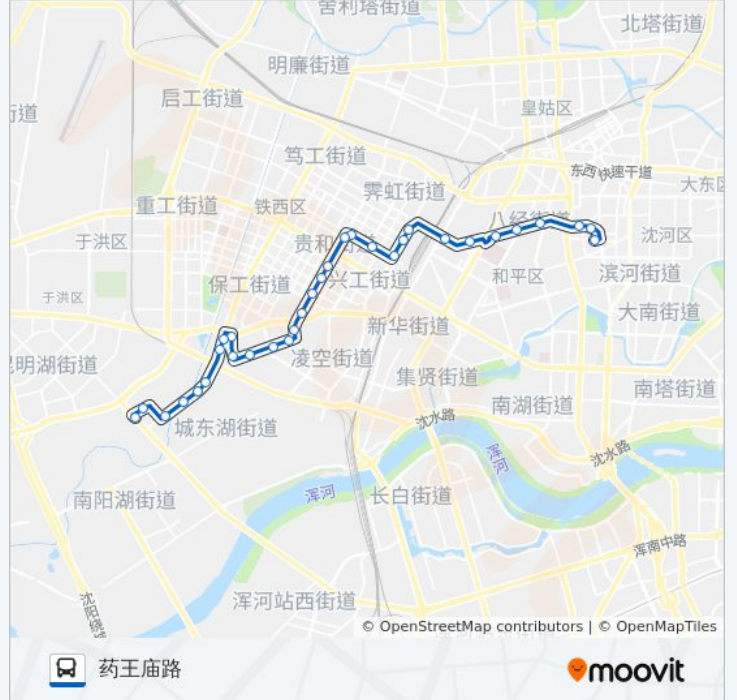 舍利塔街道
北塔街道
明廉街道
启工街道
皇姑区
街道
笃工街道
东西快速干道
霁虹街道
大东区
重工街道
铁西区
八经街道
沈河区
于洪区
贵和街道
和平区
滨河街道
保工街道
兴工街道
于洪区
大南街道
新华街道
凌空街道
昆明湖街道
集贤街道
南塔街道
南湖街道
沈水路
城东湖街道
沈水路
浑河
南阳湖街道
浑河
长白街道
浑南中路
沈阳绕城
浑河站西街道
© OpenStreetMap contributors | © OpenMapTiles
药王庙路
moovit